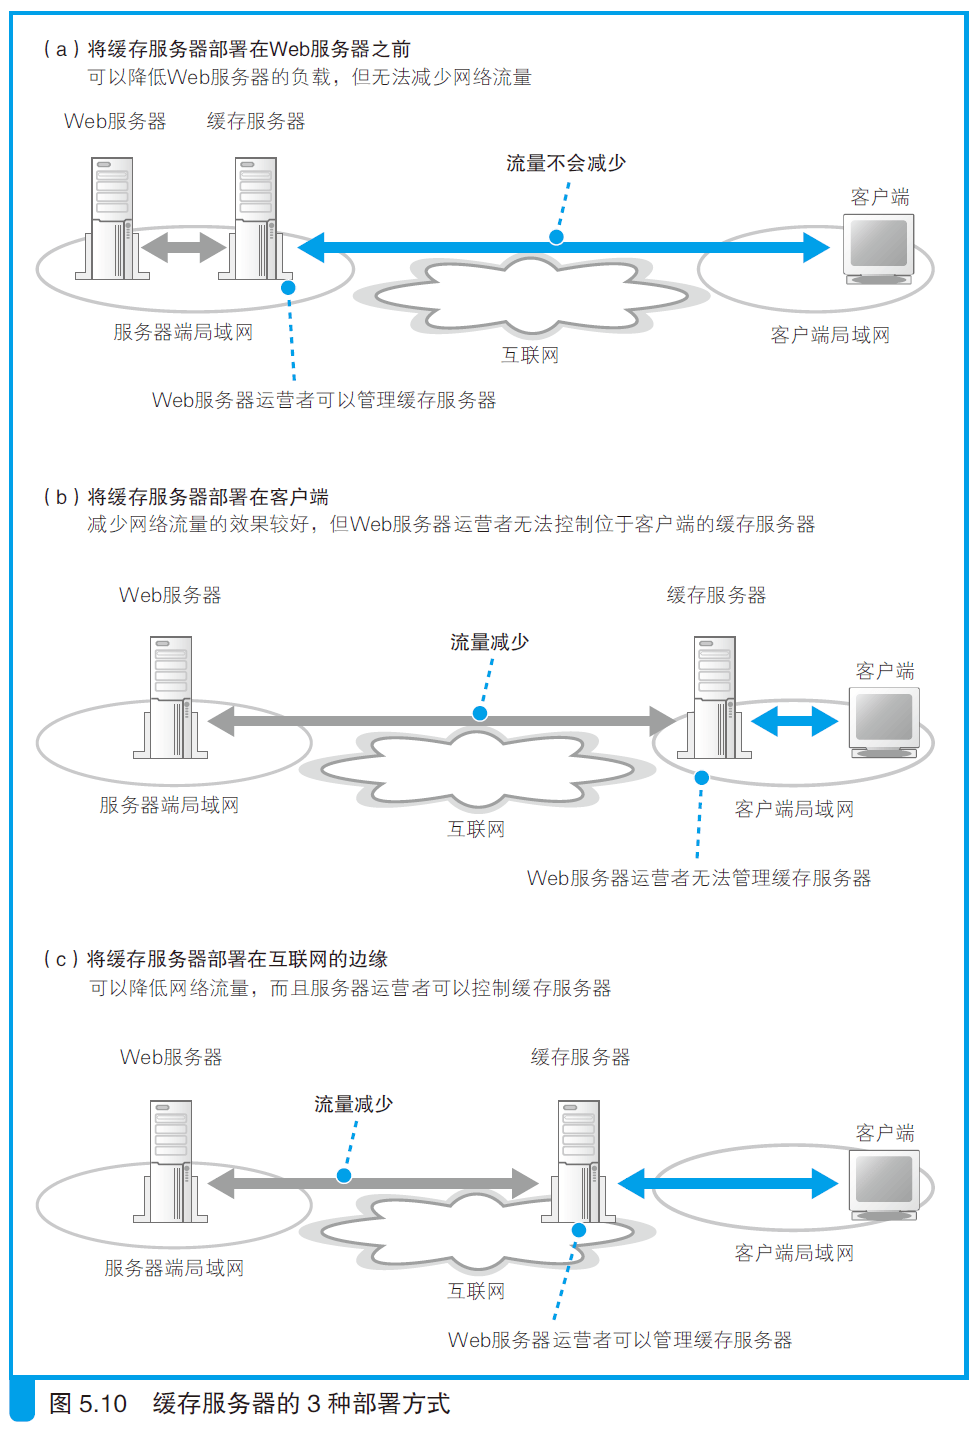 (a)将缓存服务器部署在Web服务器之前
可以降低Web服务器的负载，但无法减少网络流量
Web服务器 缓存服务器
流量不会减少
客户端
服务器端局域网
客户端局域网
互联网
Web服务器运营者可以管理缓存服务器
(b)将缓存服务器部署在客户端
减少网络流量的效果较好，但Web服务器运营者无法控制位于客户端的缓存服务器
Web服务器 缓存服务器
流量减少
客户端
服务器端局域网
客户端局域网
互联网
Web服务器运营者无法管理缓存服务器
(c)将缓存服务器部署在互联网的边缘
可以降低网络流量，而且服务器运营者可以控制缓存服务器
Web服务器 缓存服务器
流量减少
客户端
服务器端局域网
客户端局域网
互联网
Web服务器运营者可以管理缓存服务器
图 5.10 缓存服务器的 3 种部署方式